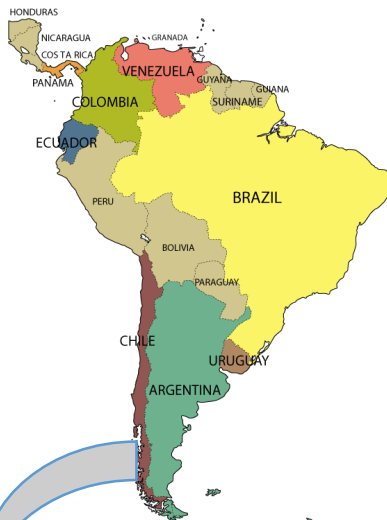 HONDURAS
NICARAGUA
GRANADA
COSTA RICA
PANAMA
VENEZUELA
GUYANA
GUIANA
SURINAME
COLOMBIA
ECUADOR
PERU
BRAZIL
BOLIVIA
PARAGUAY
CHILE
URUGUAY
ARGENTINA